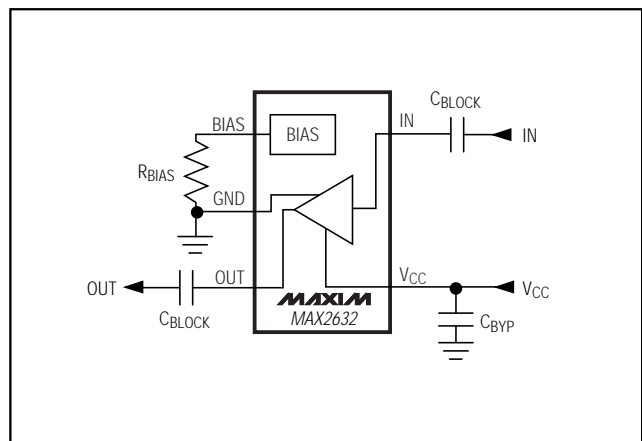 CBLOCK
BIAS
BIAS
IN
IN
RBIAS
GND
OUT
OUT
CBLOCK
VCC
VCC
CBYP
MAXIM
MAX2632